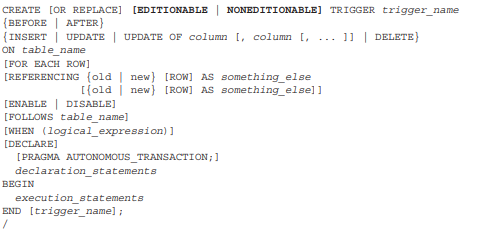 CREATE [OR REPLACE] [EDITIONABLE | NONEDITIONABLE] TRIGGER trigger_name
{BEFORE | AFTER}
{INSERT | UPDATE | UPDATE OF column [, column [, ... ]] | DELETE}
ON table_name
[FOR EACH ROW]
[REFERENCING {old | new} [ROW] AS something_else
[{old | new} [ROW] AS something_else]]
[ENABLE | DISABLE]
[FOLLOWS table_name]
[WHEN (logical_expression)]
[DECLARE]
[PRAGMA AUTONOMOUS_TRANSACTION;]
declaration_statements
BEGIN
execution_statements
END [trigger_name];
/